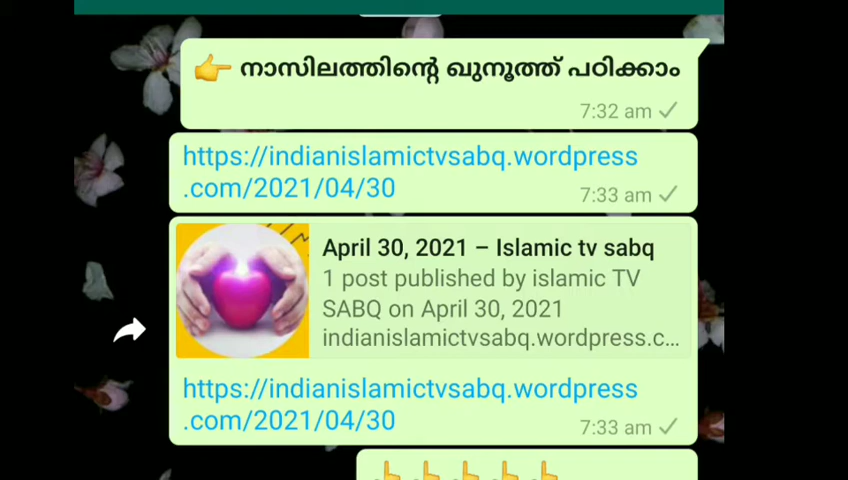 👉 നാസിലത്തിന്റെ ഖുനൂത്ത് പഠിക്കാം
7:32 am ✓
https://indianislamictvsabq.wordpress
.com/2021/04/30
7:33 am ✓
April 30, 2021 – Islamic tv sabq
1 post published by islamic TV
SABQ on April 30, 2021
indianislamictvsabq.wordpress.c...
https://indianislamictvsabq.wordpress
.com/2021/04/30
7:33 am ✓